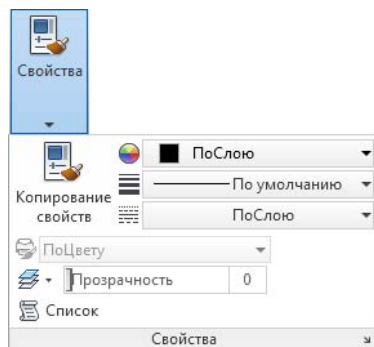 Свойства
ПоСлою
По умолчанию
Копирование
свойств
ПоСлою
ПоЦвету
Прозрачность 0
Список
Свойства